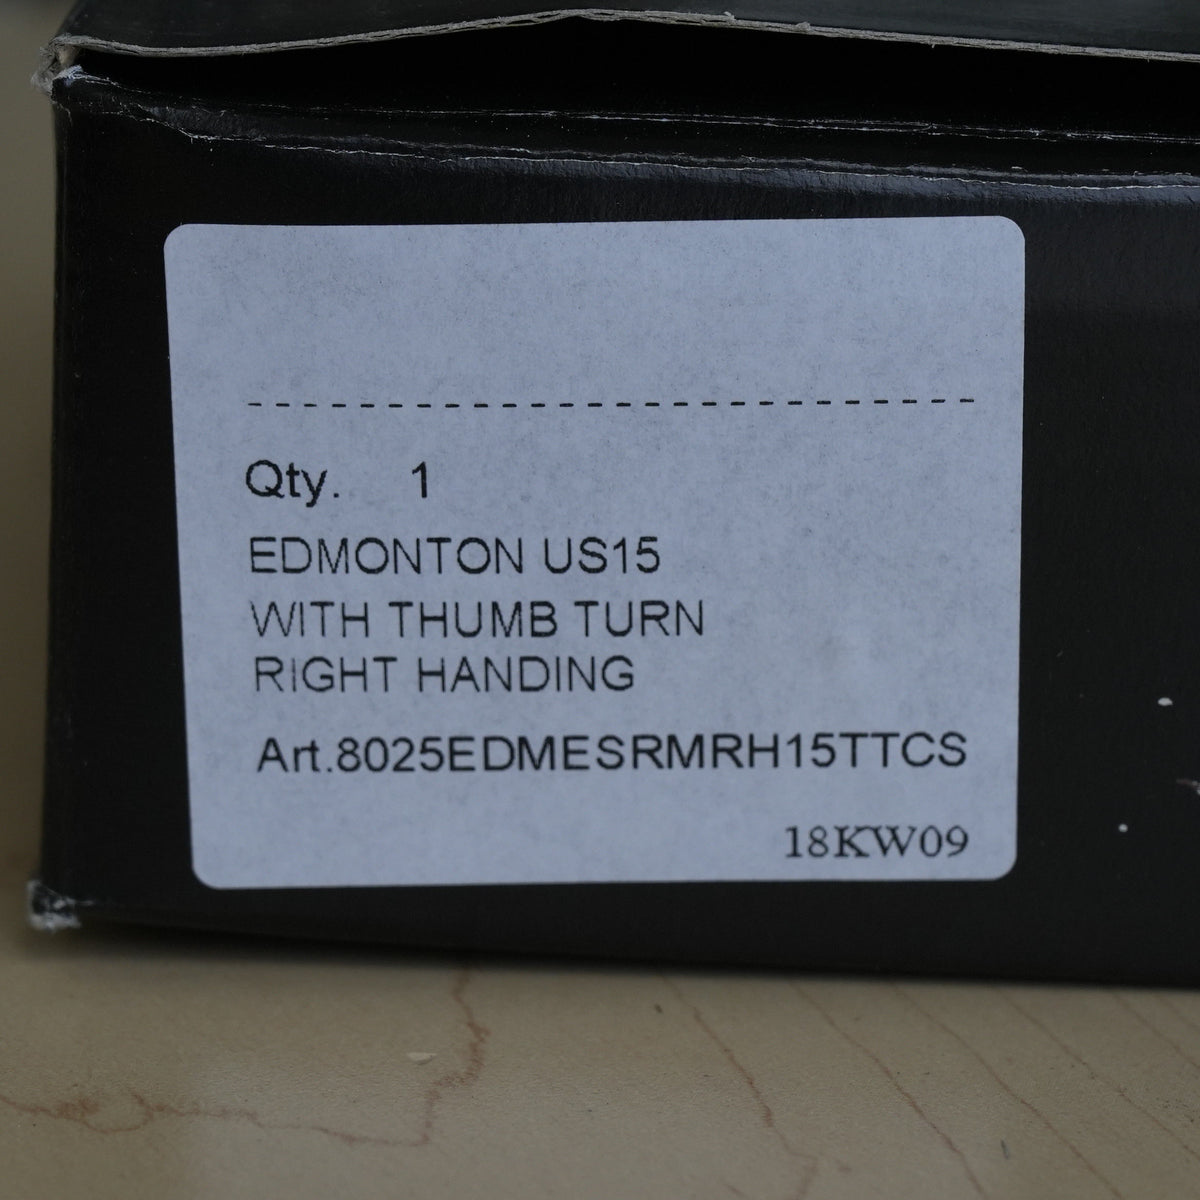 Qty. 1
EDMONTON US15
WITH THUMB TURN
RIGHT HANDING
Art.8025EDMESRMRH15TTCS
18KW09